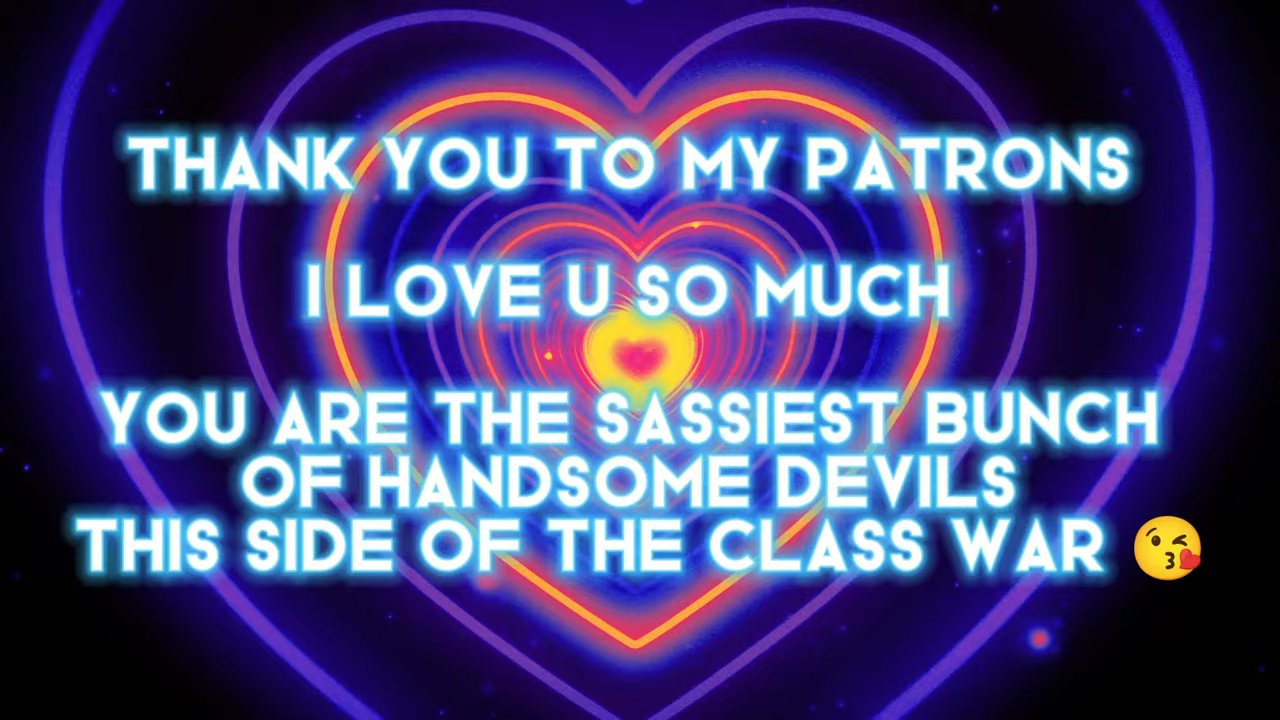 THANK YOU TO MY PATRONS
I LOVE U SO MUCH
YOU ARE THE SASSIEST BUNCH
OF HANDSOME DEVILS
THIS SIDE OF THE CLASS WAR 😘